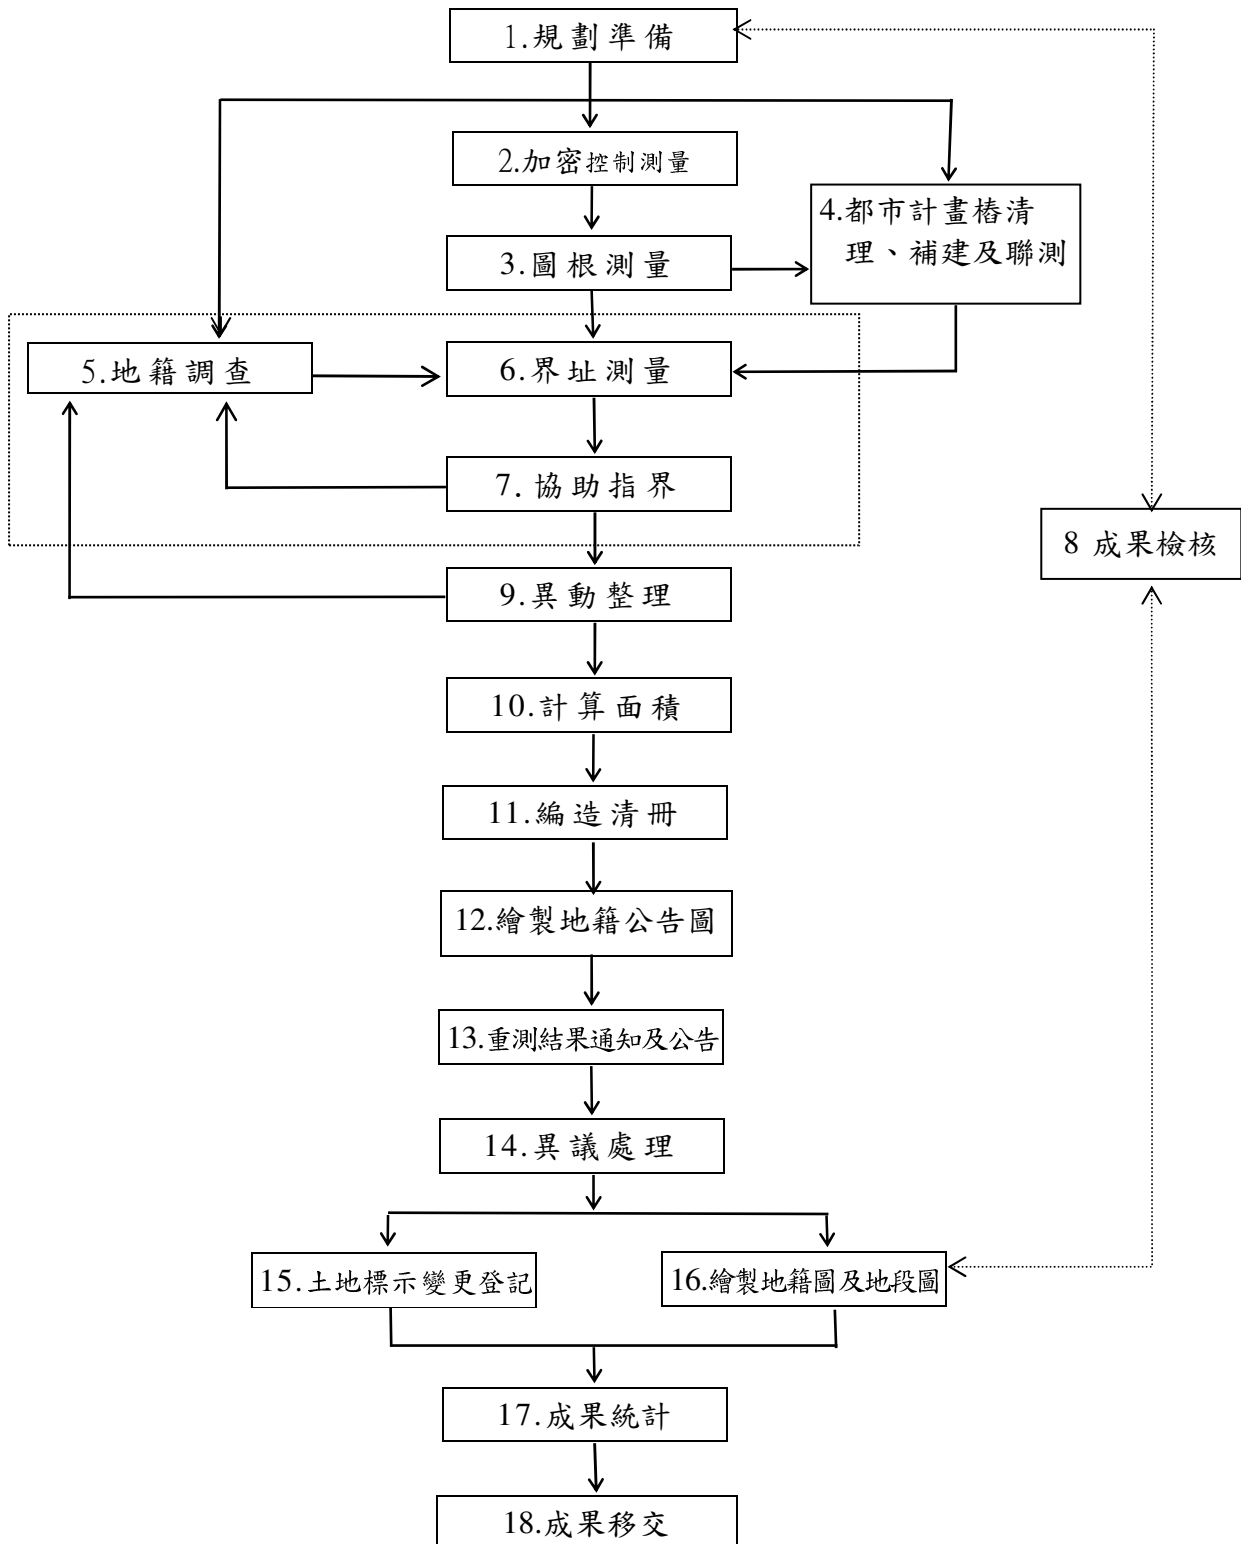 1.規劃準備
2.加密控制測量
4.都市計畫樁清
理、補建及聯測
3.圖根測量
5.地籍調查
6.界址測量
7.協助指界
8 成果檢核
9.異動整理
10.計算面積
11.編造清冊
12.繪製地籍公告圖
13.重測結果通知及公告
14.異議處理
15.土地標示變更登記
16.繪製地籍圖及地段圖
17.成果統計
18.成果移交